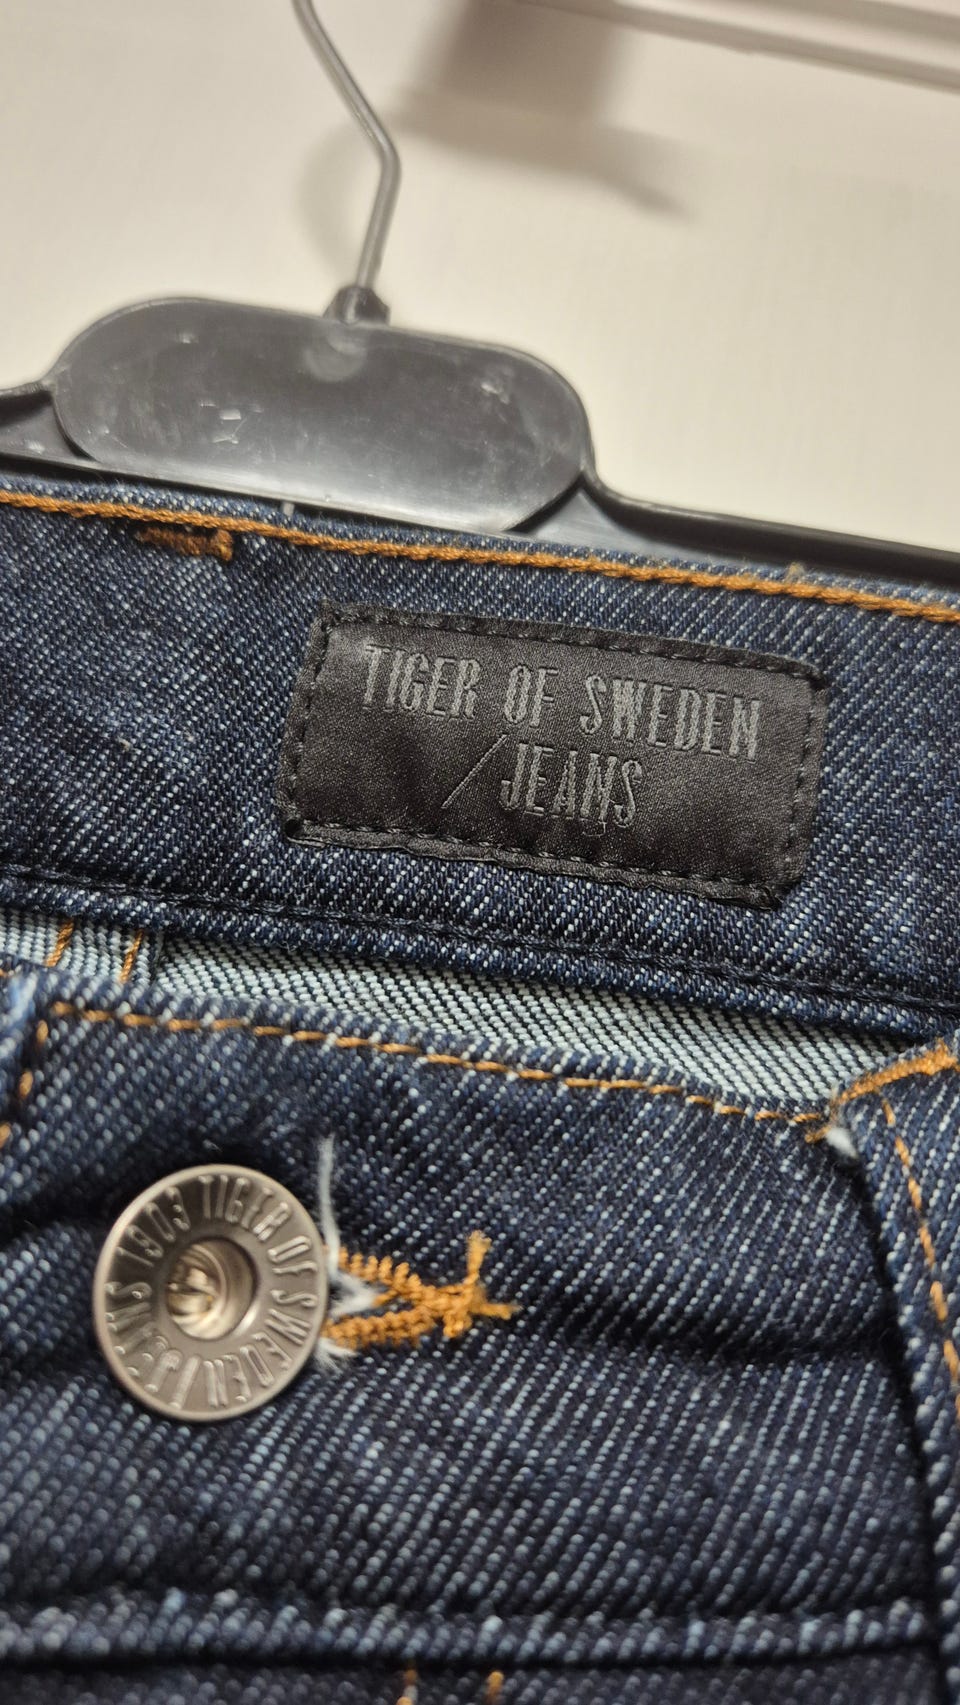 TIGER OF SWEDEN
/JEANS
1903 TIGER OF SWEDEN/JEANS